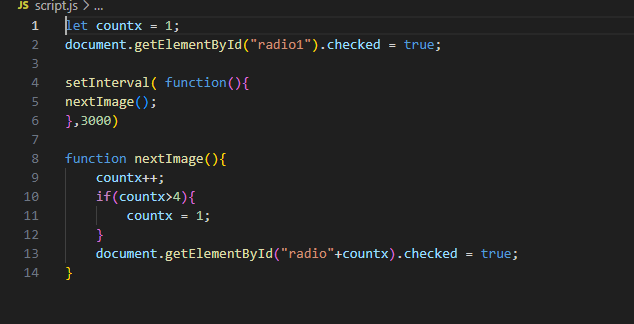 script.js > ...
1 let countx = 1;
2 document.getElementById("radio1").checked = true;
3
4 setInterval( function(){
5 nextImage();
6 },3000)
7
8 function nextImage(){
9     countx++;
10     if(countx>4){
11         countx = 1;
12     }
13     document.getElementById("radio"+countx).checked = true;
14 }